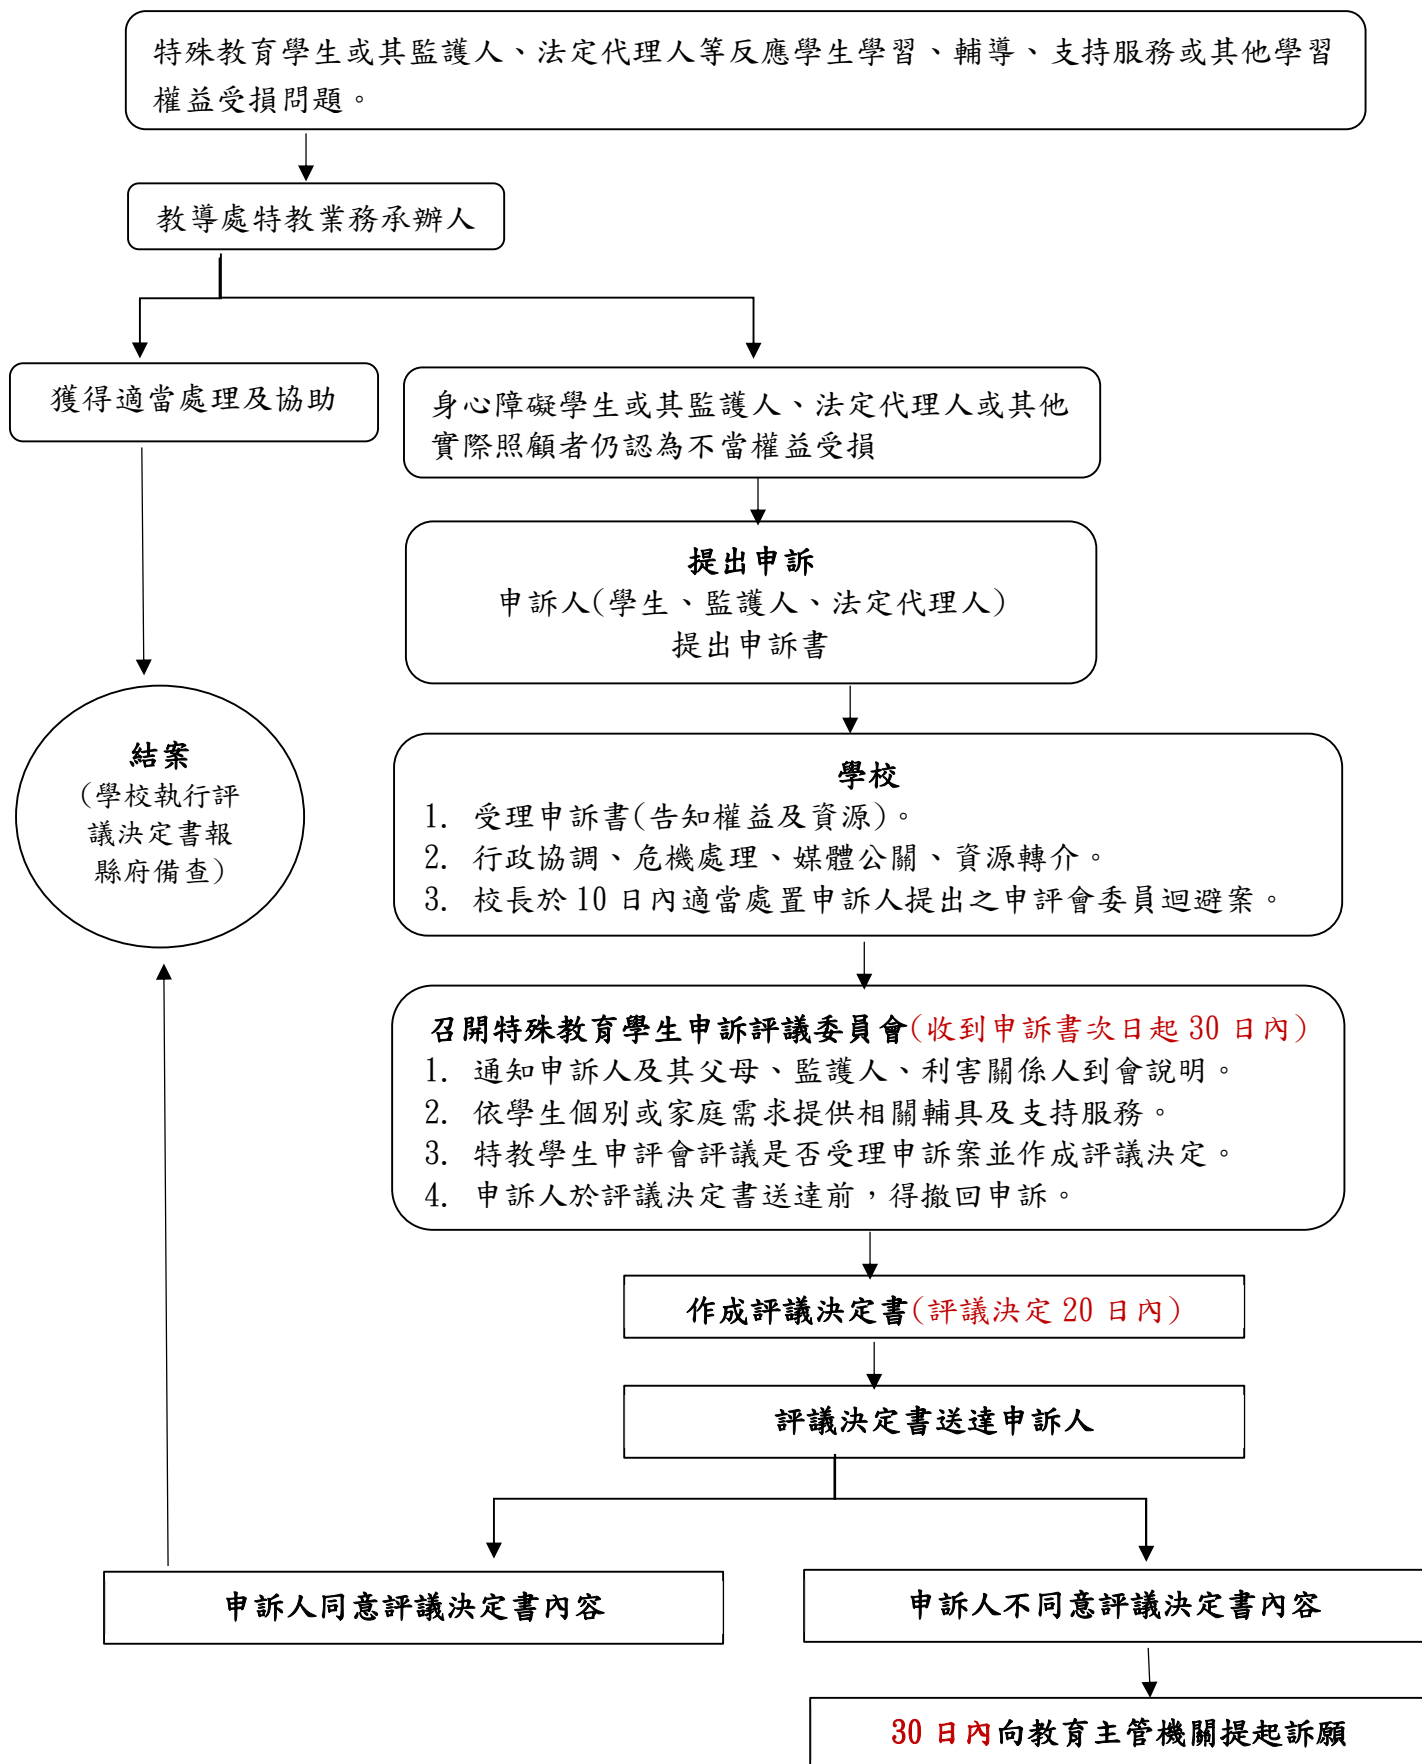 特殊教育學生或其監護人、法定代理人等反應學生學習、輔導、支持服務或其他學習
權益受損問題。
教導處特教業務承辦人
獲得適當處理及協助
身心障礙學生或其監護人、法定代理人或其他
實際照顧者仍認為不當權益受損
提出申訴
申訴人(學生、監護人、法定代理人)
提出申訴書
結案
(學校執行評
議決定書報
縣府備查)
學校
1. 受理申訴書(告知權益及資源)。
2. 行政協調、危機處理、媒體公關、資源轉介。
3. 校長於 10 日內適當處置申訴人提出之申評會委員迴避案。
召開特殊教育學生申訴評議委員會(收到申訴書次日起 30 日內)
1. 通知申訴人及其父母、監護人、利害關係人到會說明。
2. 依學生個別或家庭需求提供相關輔具及支持服務。
3. 特教學生申評會評議是否受理申訴案並作成評議決定。
4. 申訴人於評議決定書送達前，得撤回申訴。
作成評議決定書(評議決定 20 日內)
評議決定書送達申訴人
申訴人同意評議決定書內容
申訴人不同意評議決定書內容
30 日內向教育主管機關提起訴願